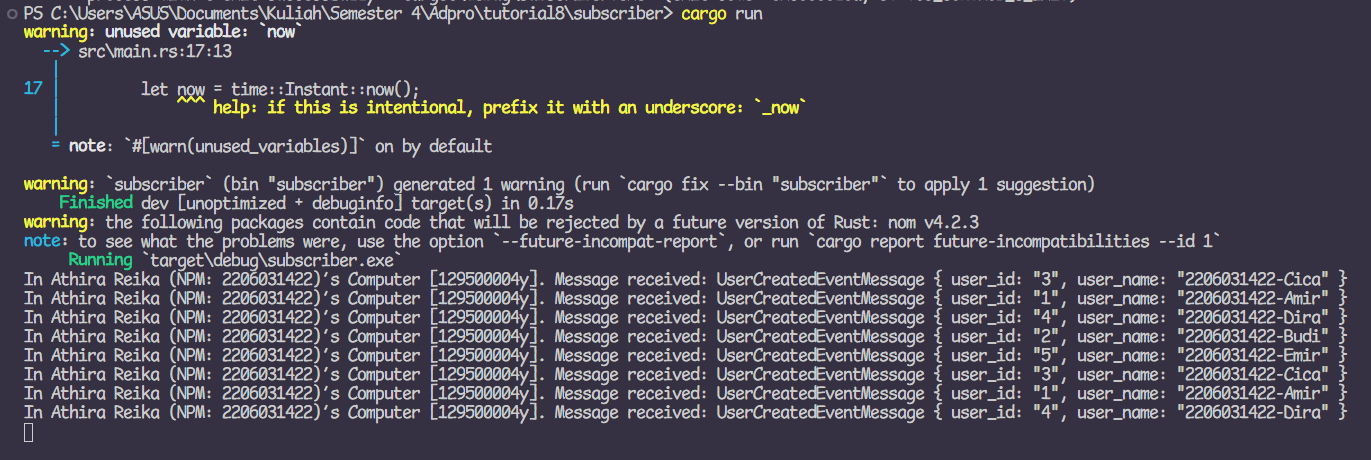 PS C:\Users\ASUS\Documents\Kuliah\Semester 4\Adpro\tutorial8\subscriber> cargo run
warning: unused variable: `now`
--> src\main.rs:17:13
|
17 | let now = time::Instant::now();
| ^^^ help: if this is intentional, prefix it with an underscore: `_now`
|
= note: `#[warn(unused_variables)]` on by default
warning: `subscriber` (bin "subscriber") generated 1 warning (run `cargo fix --bin "subscriber"` to apply 1 suggestion)
Finished dev [unoptimized + debuginfo] target(s) in 0.17s
warning: the following packages contain code that will be rejected by a future version of Rust: nom v4.2.3
note: to see what the problems were, use the option `--future-incompat-report`, or run `cargo report future-incompatibilities --id 1`
Running `target\debug\subscriber.exe`
In Athira Reika (NPM: 2206031422)’s Computer [129500004y]. Message received: UserCreatedEventMessage { user_id: "3", user_name: "2206031422-Cica" }
In Athira Reika (NPM: 2206031422)’s Computer [129500004y]. Message received: UserCreatedEventMessage { user_id: "1", user_name: "2206031422-Amir" }
In Athira Reika (NPM: 2206031422)’s Computer [129500004y]. Message received: UserCreatedEventMessage { user_id: "4", user_name: "2206031422-Dira" }
In Athira Reika (NPM: 2206031422)’s Computer [129500004y]. Message received: UserCreatedEventMessage { user_id: "2", user_name: "2206031422-Budi" }
In Athira Reika (NPM: 2206031422)’s Computer [129500004y]. Message received: UserCreatedEventMessage { user_id: "5", user_name: "2206031422-Emir" }
In Athira Reika (NPM: 2206031422)’s Computer [129500004y]. Message received: UserCreatedEventMessage { user_id: "3", user_name: "2206031422-Cica" }
In Athira Reika (NPM: 2206031422)’s Computer [129500004y]. Message received: UserCreatedEventMessage { user_id: "1", user_name: "2206031422-Amir" }
In Athira Reika (NPM: 2206031422)’s Computer [129500004y]. Message received: UserCreatedEventMessage { user_id: "4", user_name: "2206031422-Dira" }